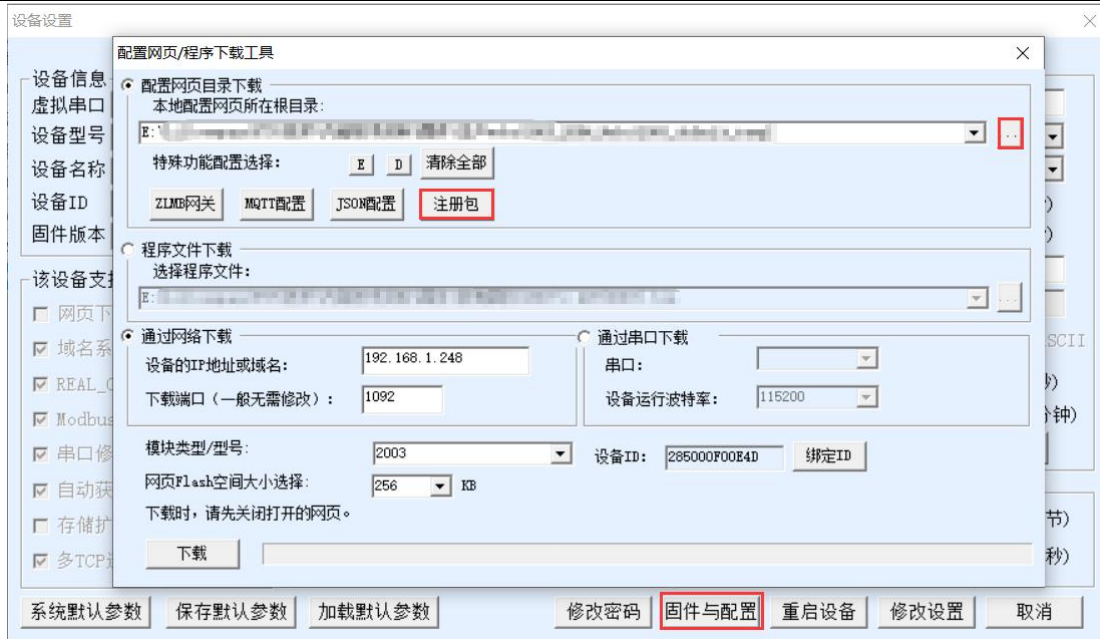 设备设置
配置网页/程序下载工具
设备信息
虚拟串口
设备型号
设备名称
设备ID
固件版本
配置网页目录下载
本地配置网页所在根目录:
E:\
..
特殊功能配置选择:
E
D
清除全部
ZLMB网关
MQTT配置
JSON配置
注册包
程序文件下载
选择程序文件:
E:
...
该设备支
网页下
域名系
REAL_
Modbus
串口修
自动获
存储扩
多TCP
通过网络下载
设备的IP地址或域名:
192.168.1.248
下载端口(一般无需修改):
1092
通过串口下载
串口:
设备运行波特率:
115200
模块类型/型号:
2003
设备ID:
285000F00E4D
绑定ID
网页Flash空间大小选择:
256
KB
下载时,请先关闭打开的网页。
下载
SCII
钟)
节)
秒)
系统默认参数
保存默认参数
加载默认参数
修改密码
固件与配置
重启设备
修改设置
取消